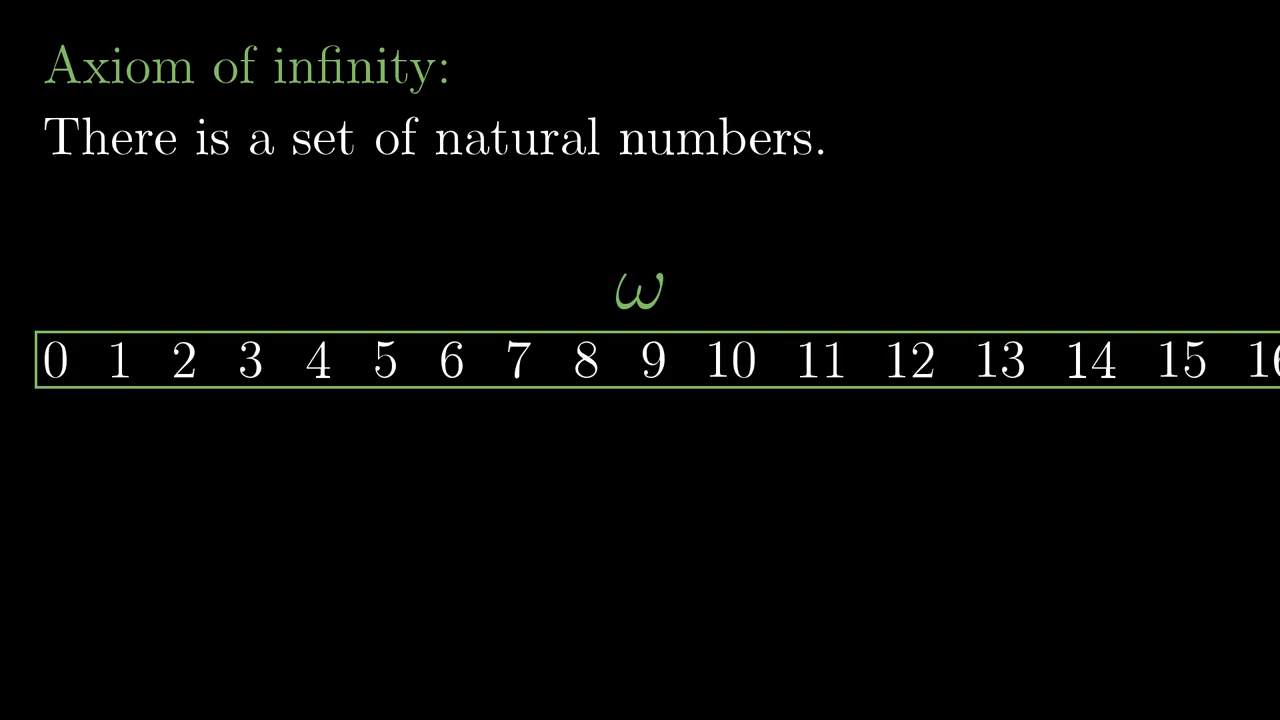 Axiom of infinity:
There is a set of natural numbers.
ω
0 1 2 3 4 5 6 7 8 9 10 11 12 13 14 15 16